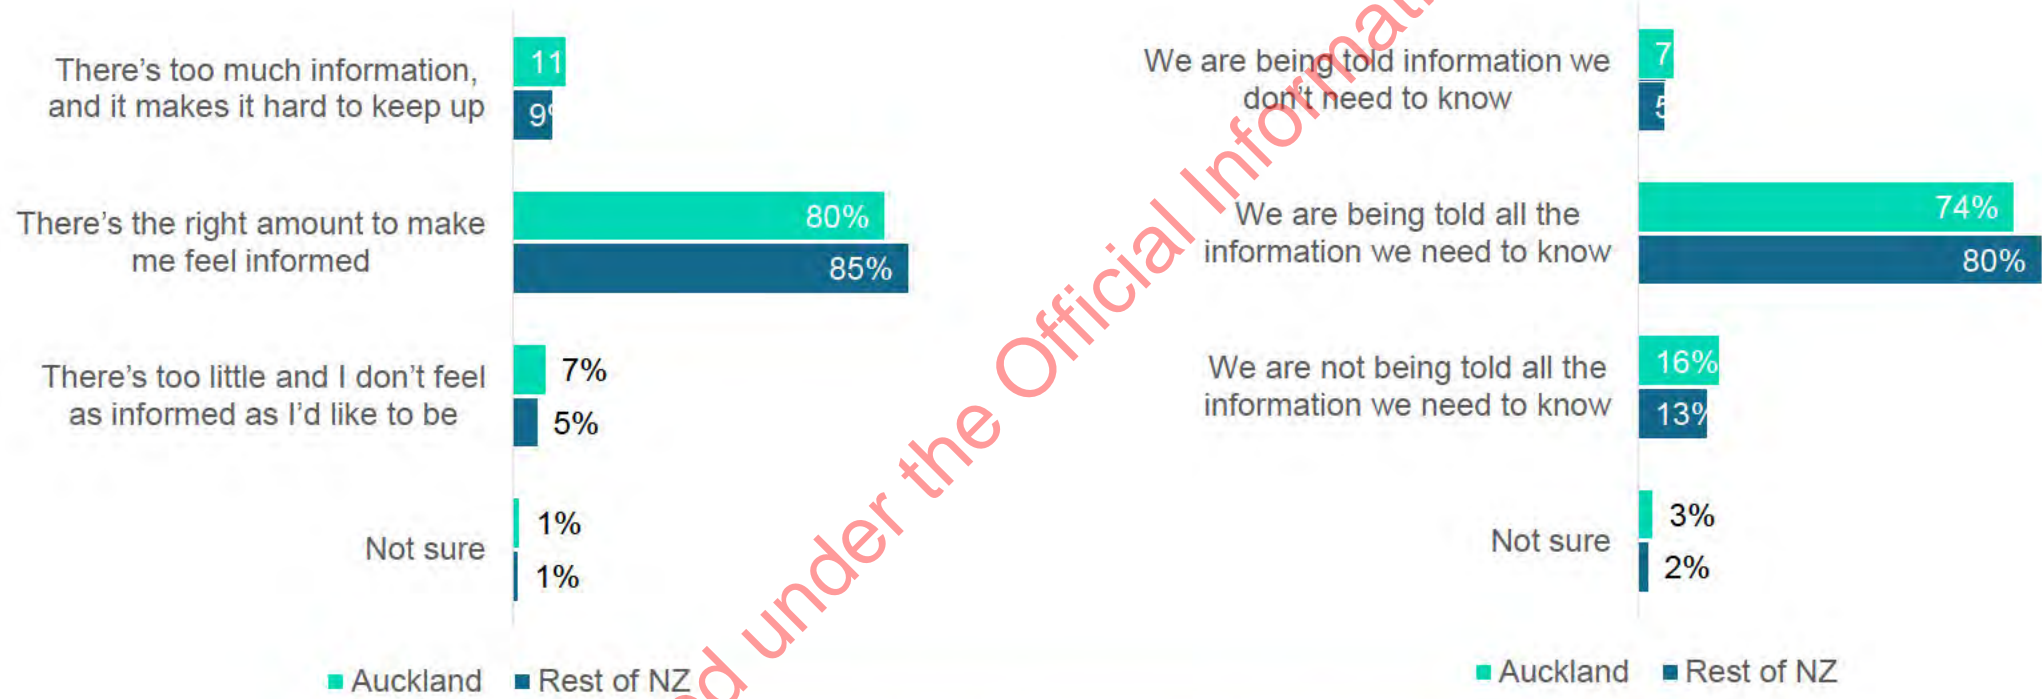 There's too much information,
and it makes it hard to keep up
11
9
There's the right amount to make
me feel informed
80%
85%
There's too little and I don't feel
as informed as I'd like to be
7%
5%
Not sure
1%
1%
Auckland
Rest of NZ
We are being told information we
don't need to know
7
5
We are being told all the
information we need to know
74%
80%
We are not being told all the
information we need to know
16%
13%
Not sure
3%
2%
Auckland
Rest of NZ
under the Official